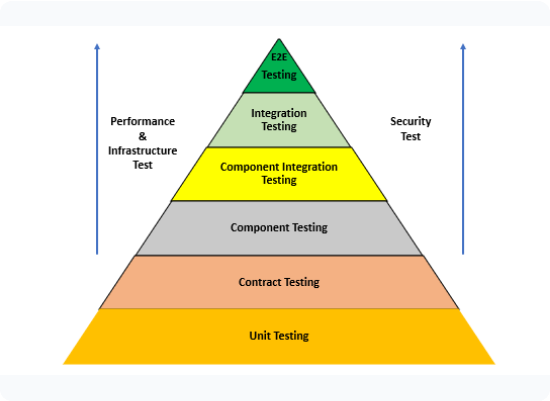 E2E
Testing
Integration
Testing
Performance
&
Infrastructure
Test
Security
Test
Component Integration
Testing
Component Testing
Contract Testing
Unit Testing